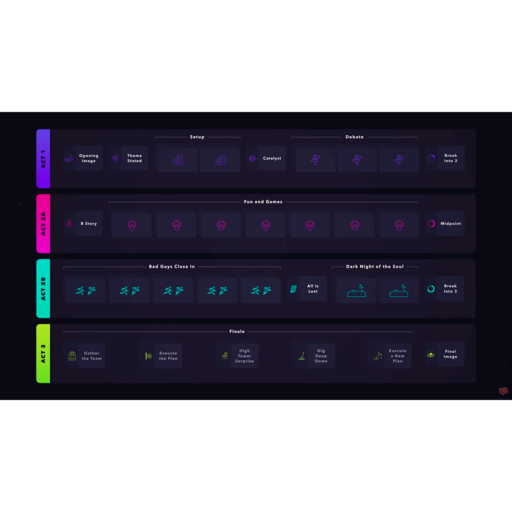 ACT 1
Setup
Debate
Opening
Image
Theme
Stated
Catalyst
Break
Into 2
ACT 2A
Fun and Games
B Story
Midpoint
ACT 2B
Bad Guys Close In
Dark Night of the Soul
All is
Lost
Break
Into 3
ACT 3
Finale
Gather
the Team
Execute
the Plan
High
Tower
Surprise
Dig
Deep
Down
Execute
a New
Plan
Final
Image